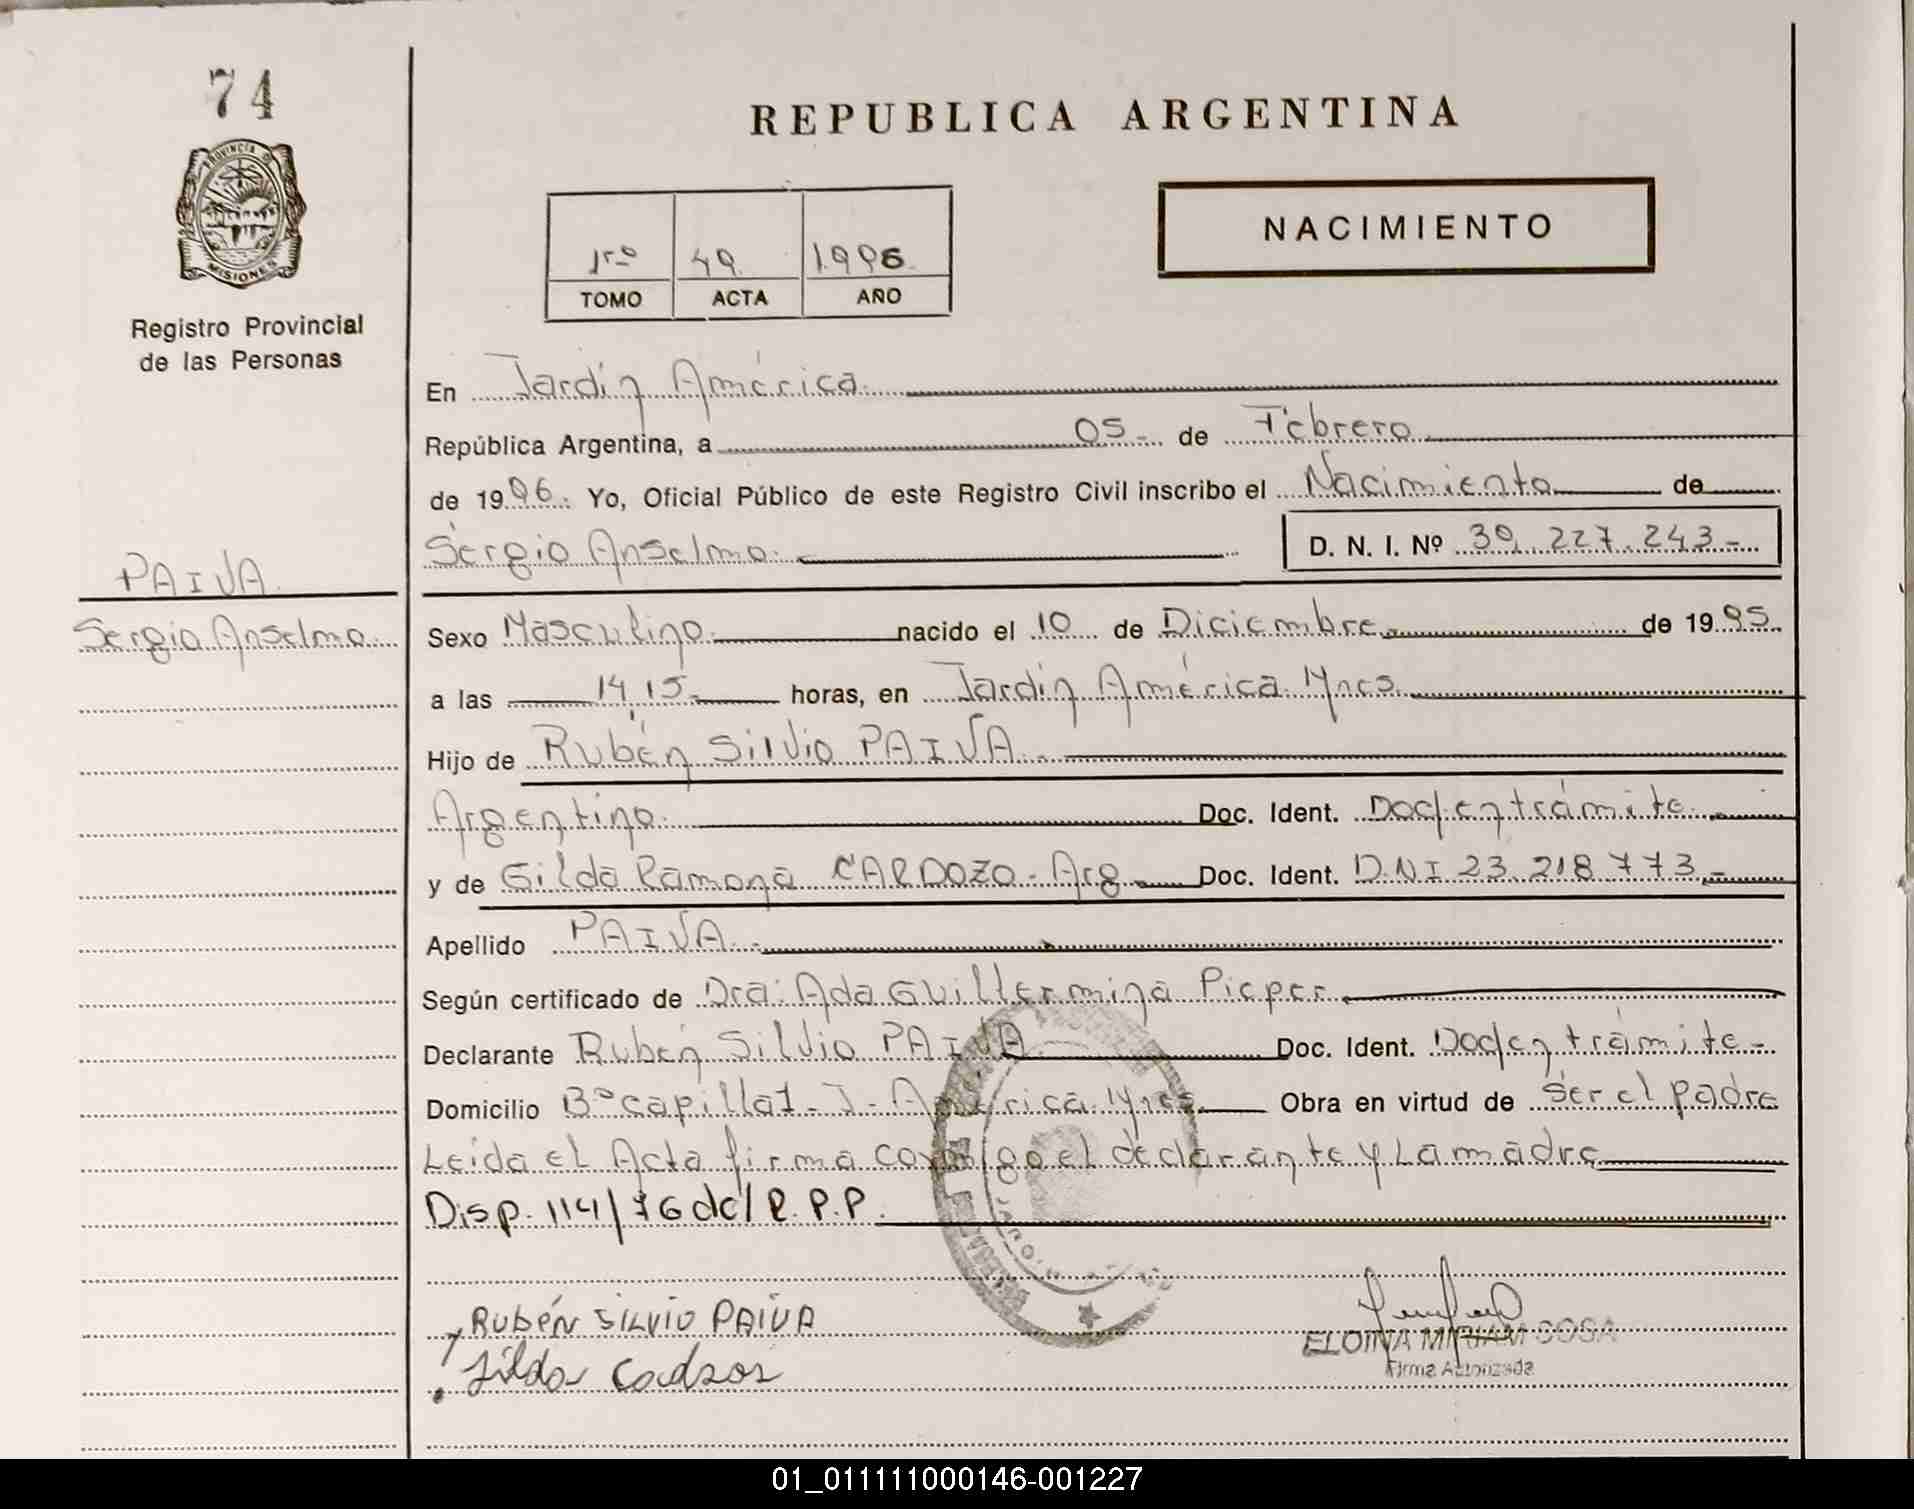 74
PROVINCIA DE
MISIONES
Registro Provincial
de las Personas
REPUBLICA ARGENTINA
1rº 49 1.996
TOMO ACTA AÑO
NACIMIENTO
En Jardín América
República Argentina, a 05 de Febrero
de 1996. Yo, Oficial Público de este Registro Civil inscribo el Nacimiento de
Sergio Anselmo D. N. I. Nº 39.227.243-
PAIVA
Sergio Anselmo
Sexo Masculino nacido el 10 de Diciembre de 1995
a las 14,15 horas, en Jardín América Mnes
Hijo de Rubén Silvio PAIVA
Argentino Doc. Ident. Doc/en trámite
y de Gilda Ramona CARDOZO - Arg Doc. Ident. D.N.I 23.218.773.-
Apellido PAIVA
Según certificado de Dra: Ada Guillermina Pieper
Declarante Rubén Silvio PAIVA Doc. Ident. Doc/en trámite-
Domicilio Bº capilla 1 - J - América Mnes Obra en virtud de Ser el padre
Leida el Acta firma conmigo el declarante y La madre
Disp. 114/76 del R.P.P.
RUBÉN SILVIO PAIVA
ELOINA MIRIAM SOSA
Firma Autorizada
Gilda
01_011111000146-001227